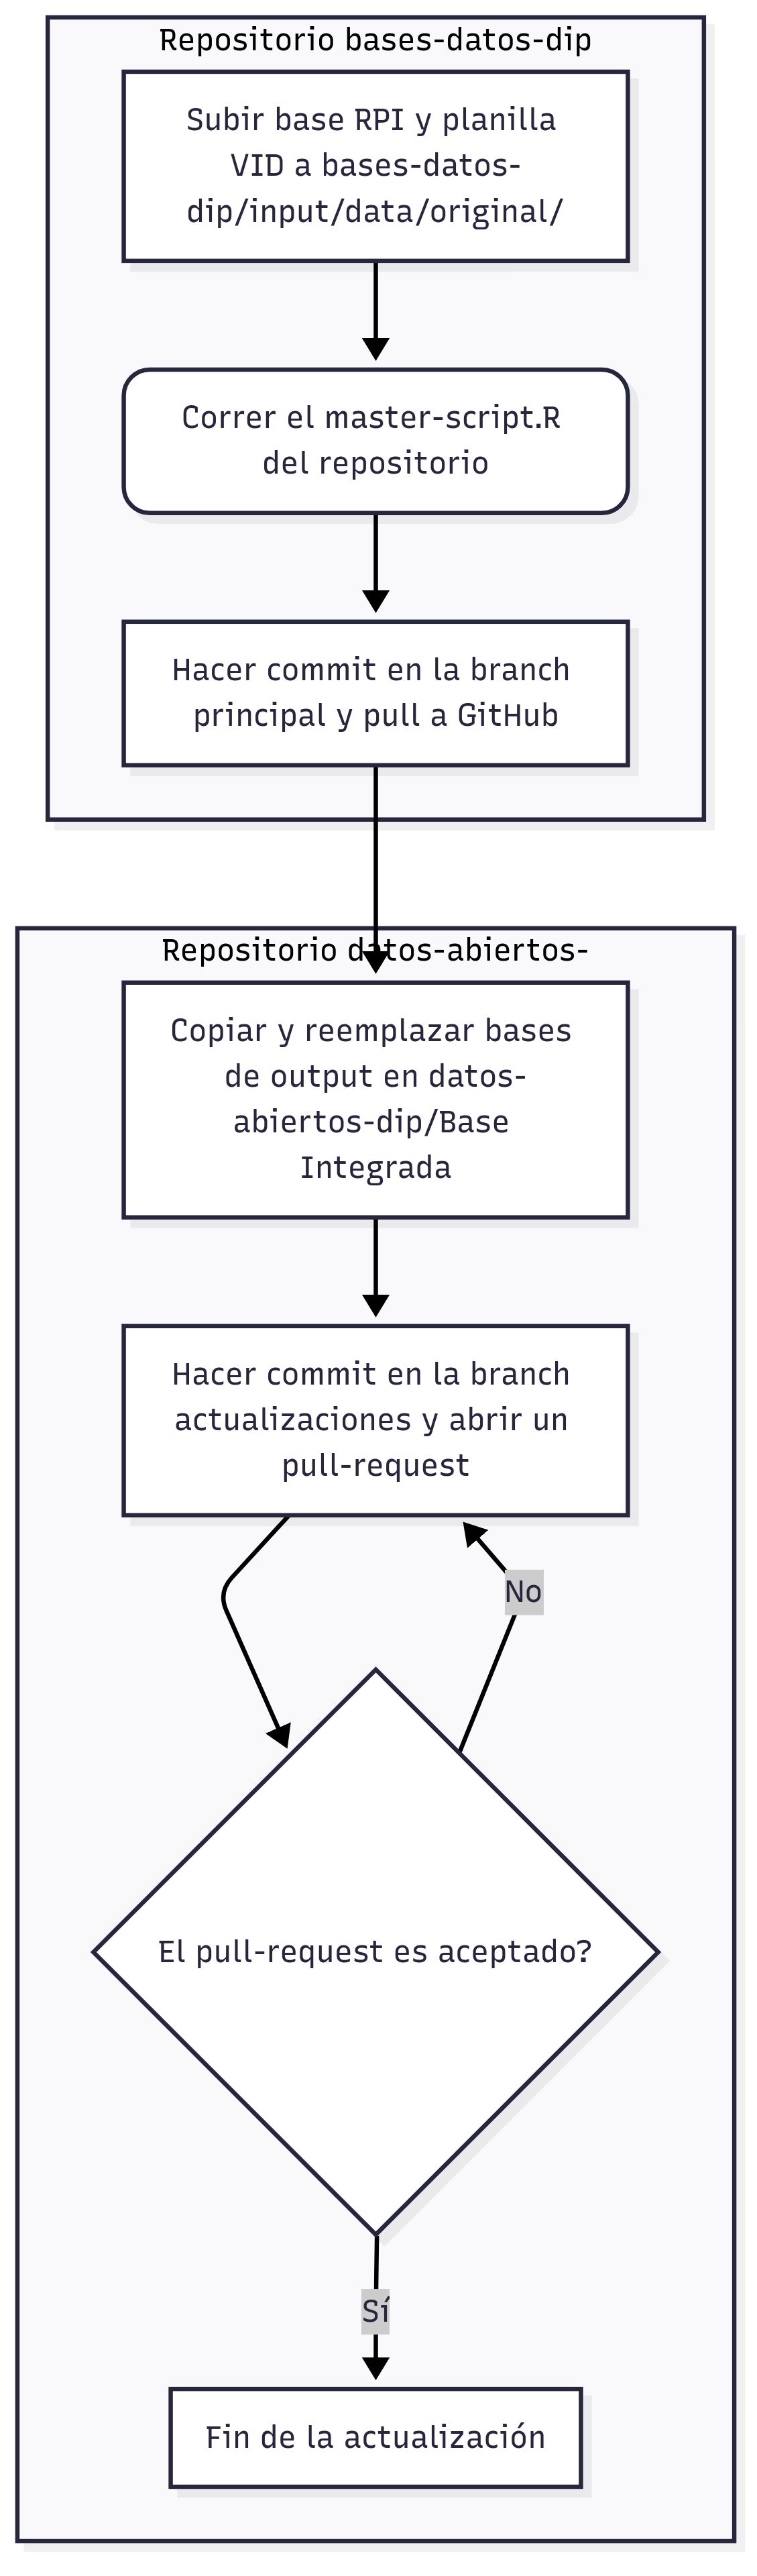 Repositorio bases-datos-dip
Subir base RPI y planilla
VID a bases-datos-
dip/input/data/original/
Correr el master-script.R
del repositorio
Hacer commit en la branch
principal y pull a GitHub
Repositorio datos-abiertos-
Copiar y reemplazar bases
de output en datos-
abiertos-dip/Base
Integrada
Hacer commit en la branch
actualizaciones y abrir un
pull-request
No
El pull-request es aceptado?
Sí
Fin de la actualización